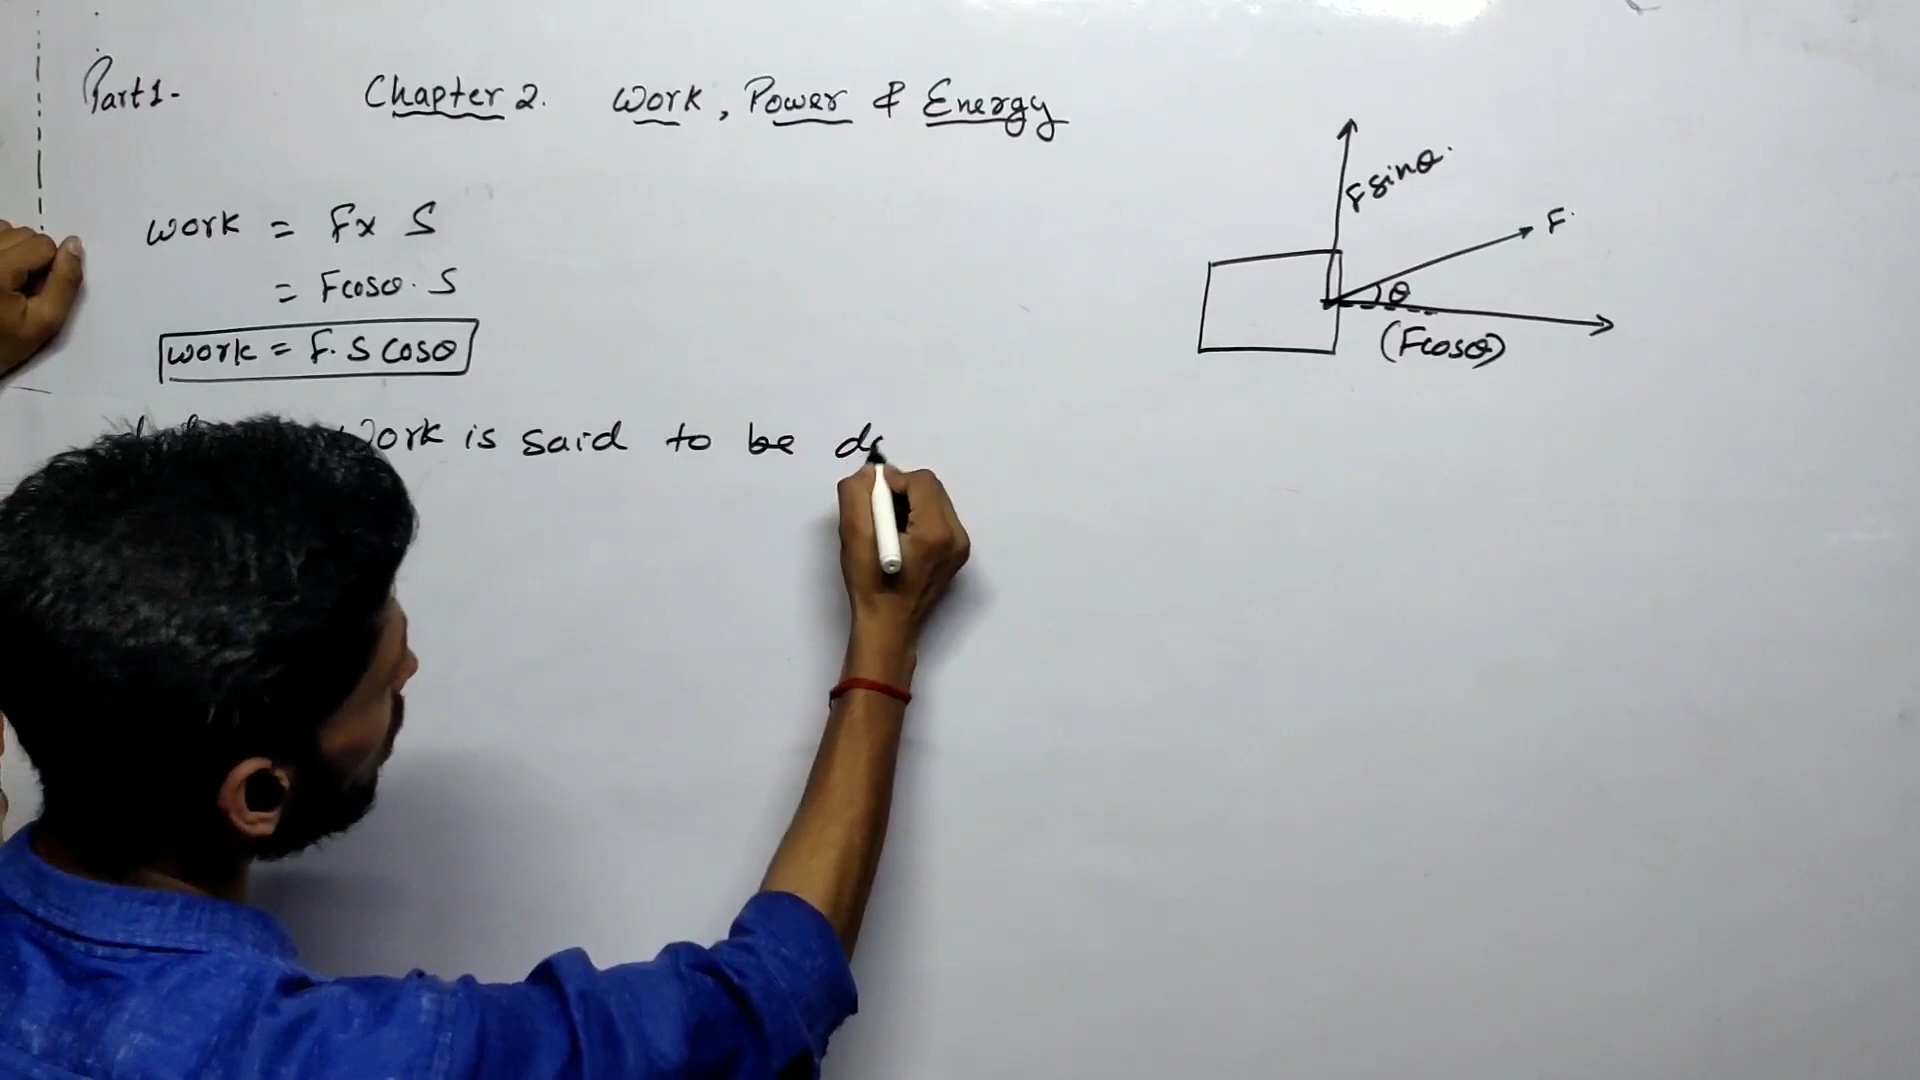 Part 1- Chapter 2. Work, Power & Energy
work = F x S
= Fcosθ. S
work = F. S Cosθ
Work is said to be
F sinθ.
F.
θ
(Fcosθ)